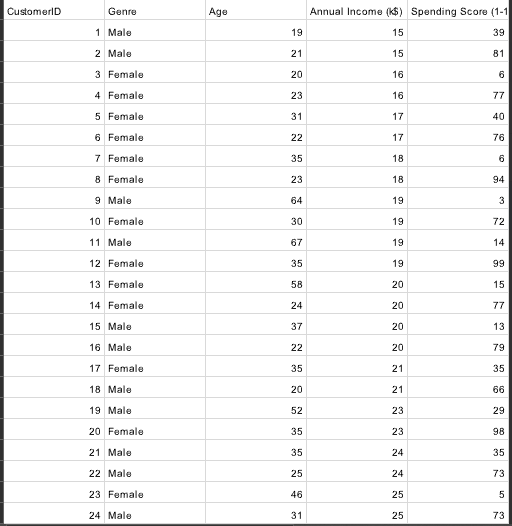 CustomerID Genre Age Annual Income (k$) Spending Score (1-1
1 Male 19 15 39
2 Male 21 15 81
3 Female 20 16 6
4 Female 23 16 77
5 Female 31 17 40
6 Female 22 17 76
7 Female 35 18 6
8 Female 23 18 94
9 Male 64 19 3
10 Female 30 19 72
11 Male 67 19 14
12 Female 35 19 99
13 Female 58 20 15
14 Female 24 20 77
15 Male 37 20 13
16 Male 22 20 79
17 Female 35 21 35
18 Male 20 21 66
19 Male 52 23 29
20 Female 35 23 98
21 Male 35 24 35
22 Male 25 24 73
23 Female 46 25 5
24 Male 31 25 73